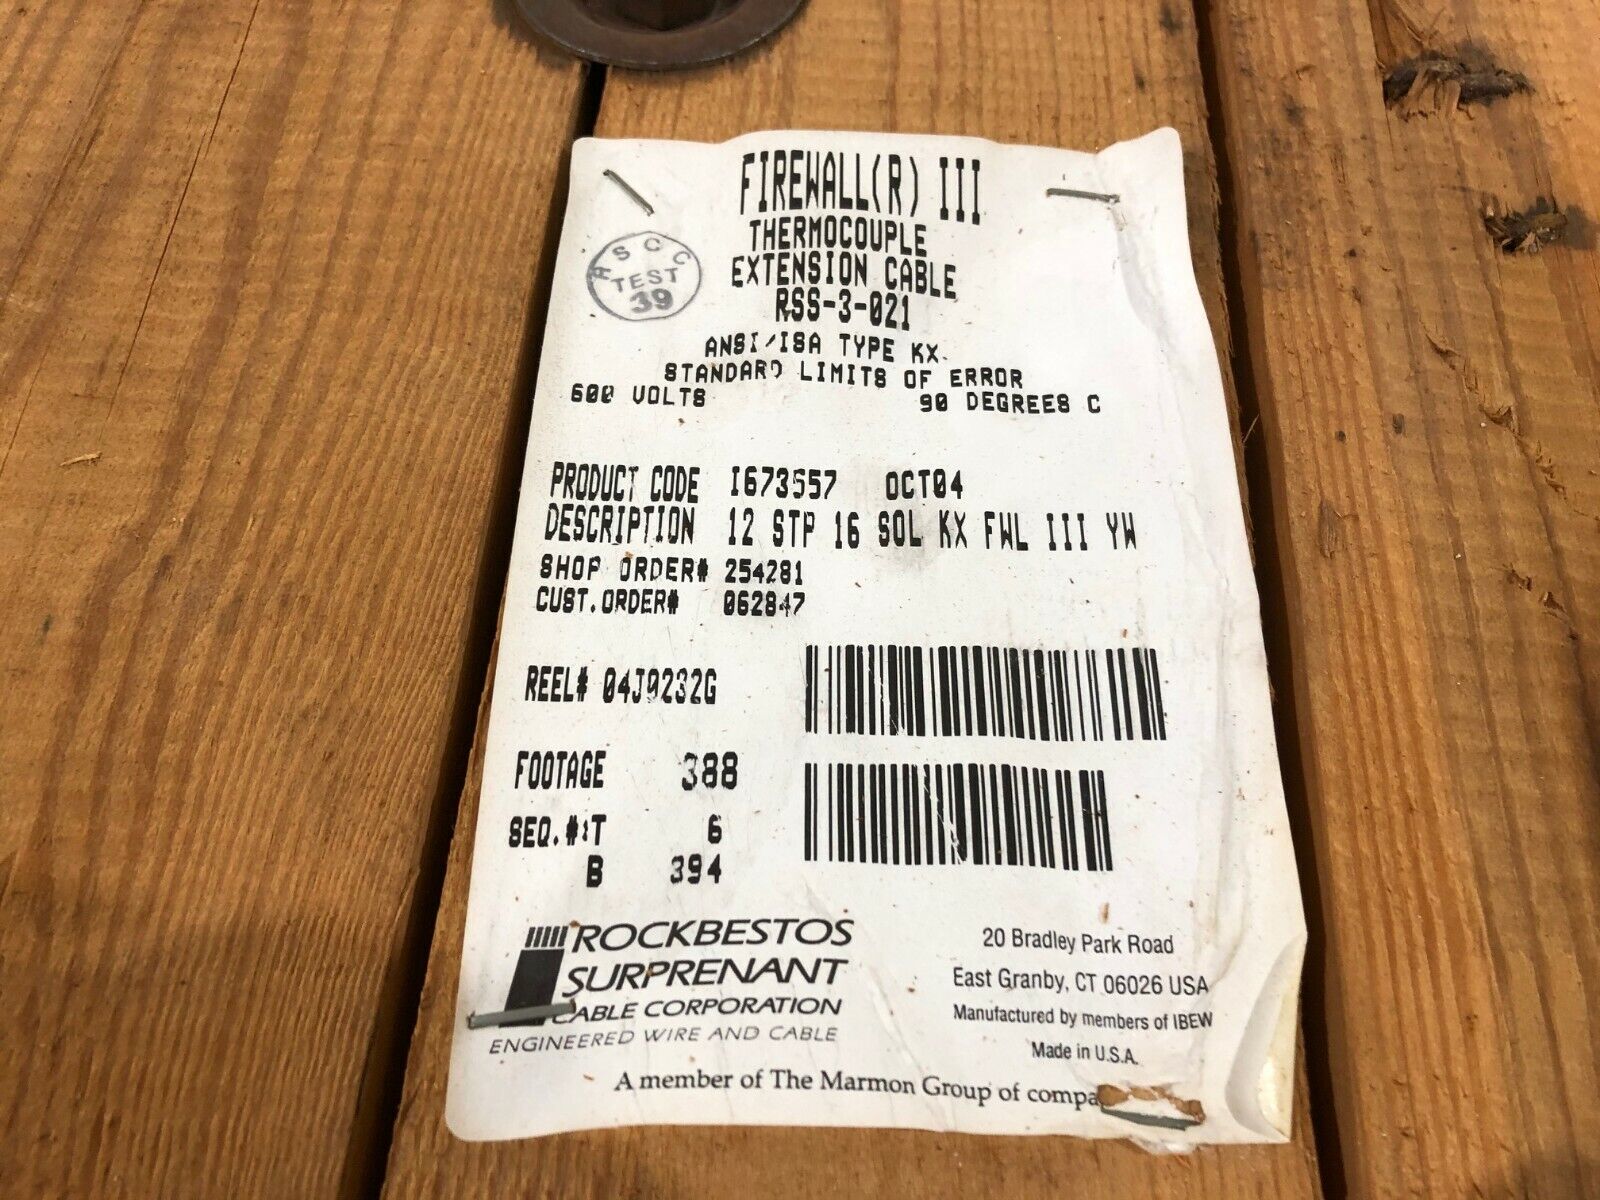 FIREWALL(R) III
THERMOCOUPLE
EXTENSION CABLE
RSS-3-021
RSCC
TEST
39
ANSI/ISA TYPE KX
STANDARD LIMITS OF ERROR
600 VOLTS 90 DEGREES C
PRODUCT CODE I673557 OCT04
DESCRIPTION 12 STP 16 SOL KX FWL III YW
SHOP ORDER# 254281
CUST.ORDER# 062847
REEL# 04J9232G
FOOTAGE 388
SEQ.#:T 6
B 394
ROCKBESTOS
SURPRENANT
CABLE CORPORATION
ENGINEERED WIRE AND CABLE
20 Bradley Park Road
East Granby, CT 06026 USA
Manufactured by members of IBEW
Made in U.S.A.
A member of The Marmon Group of compa